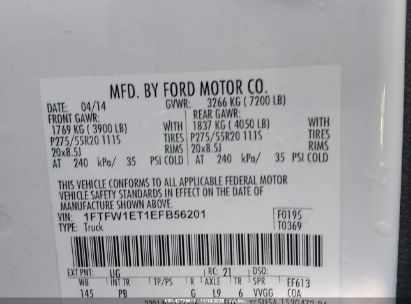 MFD. BY FORD MOTOR CO.
DATE: 04/14 GVWR: 3266 KG ( 7200 LB)
FRONT GAWR: REAR GAWR:
1769 KG ( 3900 LB) WITH 1837 KG ( 4050 LB) WITH
P275/55R20 111S TIRES P275/55R20 111S TIRES
20x8.5J RIMS 20x8.5J RIMS
AT 240 kPa/ 35 PSI COLD AT 240 kPa/ 35 PSI COLD
THIS VEHICLE CONFORMS TO ALL APPLICABLE FEDERAL MOTOR
VEHICLE SAFETY STANDARDS IN EFFECT ON THE DATE OF
MANUFACTURE SHOWN ABOVE.
VIN: 1FTFW1ET1EFB56201 F0195
TYPE: Truck T0369
EXT PNT: UG RC: 21 DSO:
WB INT TR TP/PS R AXLE TR SPR EF613
145 PB G L9 6 VVGG COA